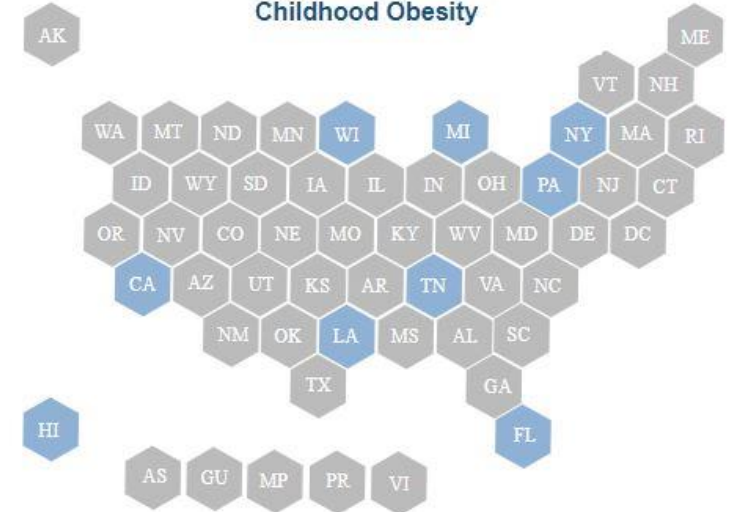 Childhood Obesity
AK
ME
VT NH
WA MT ND MN WI MI NY MA RI
ID WY SD IA IL IN OH PA NJ CT
OR NV CO NE MO KY WV MD DE DC
CA AZ UT KS AR TN VA NC
NM OK LA MS AL SC
TX GA
HI FL
AS GU MP PR VI